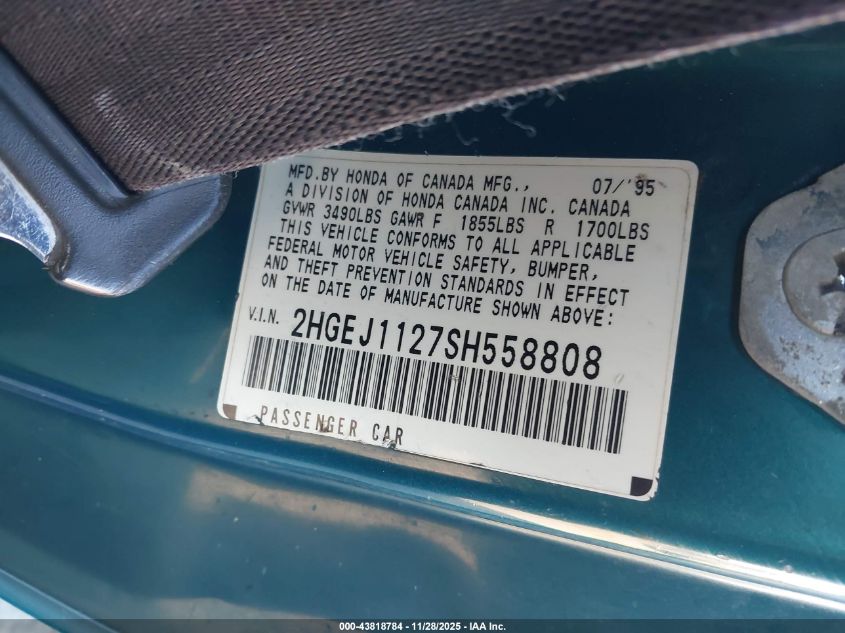 MFD.BY HONDA OF CANADA MFG., 07/'95
A DIVISION OF HONDA CANADA INC. CANADA
GVWR 3490LBS GAWR F 1855LBS R 1700LBS
THIS VEHICLE CONFORMS TO ALL APPLICABLE
FEDERAL MOTOR VEHICLE SAFETY, BUMPER,
AND THEFT PREVENTION STANDARDS IN EFFECT
ON THE DATE OF MANUFACTURE SHOWN ABOVE:
V.I.N. 2HGEJ1127SH558808
PASSENGER CAR
000-43818784 — 11/28/2025 - IAA Inc.